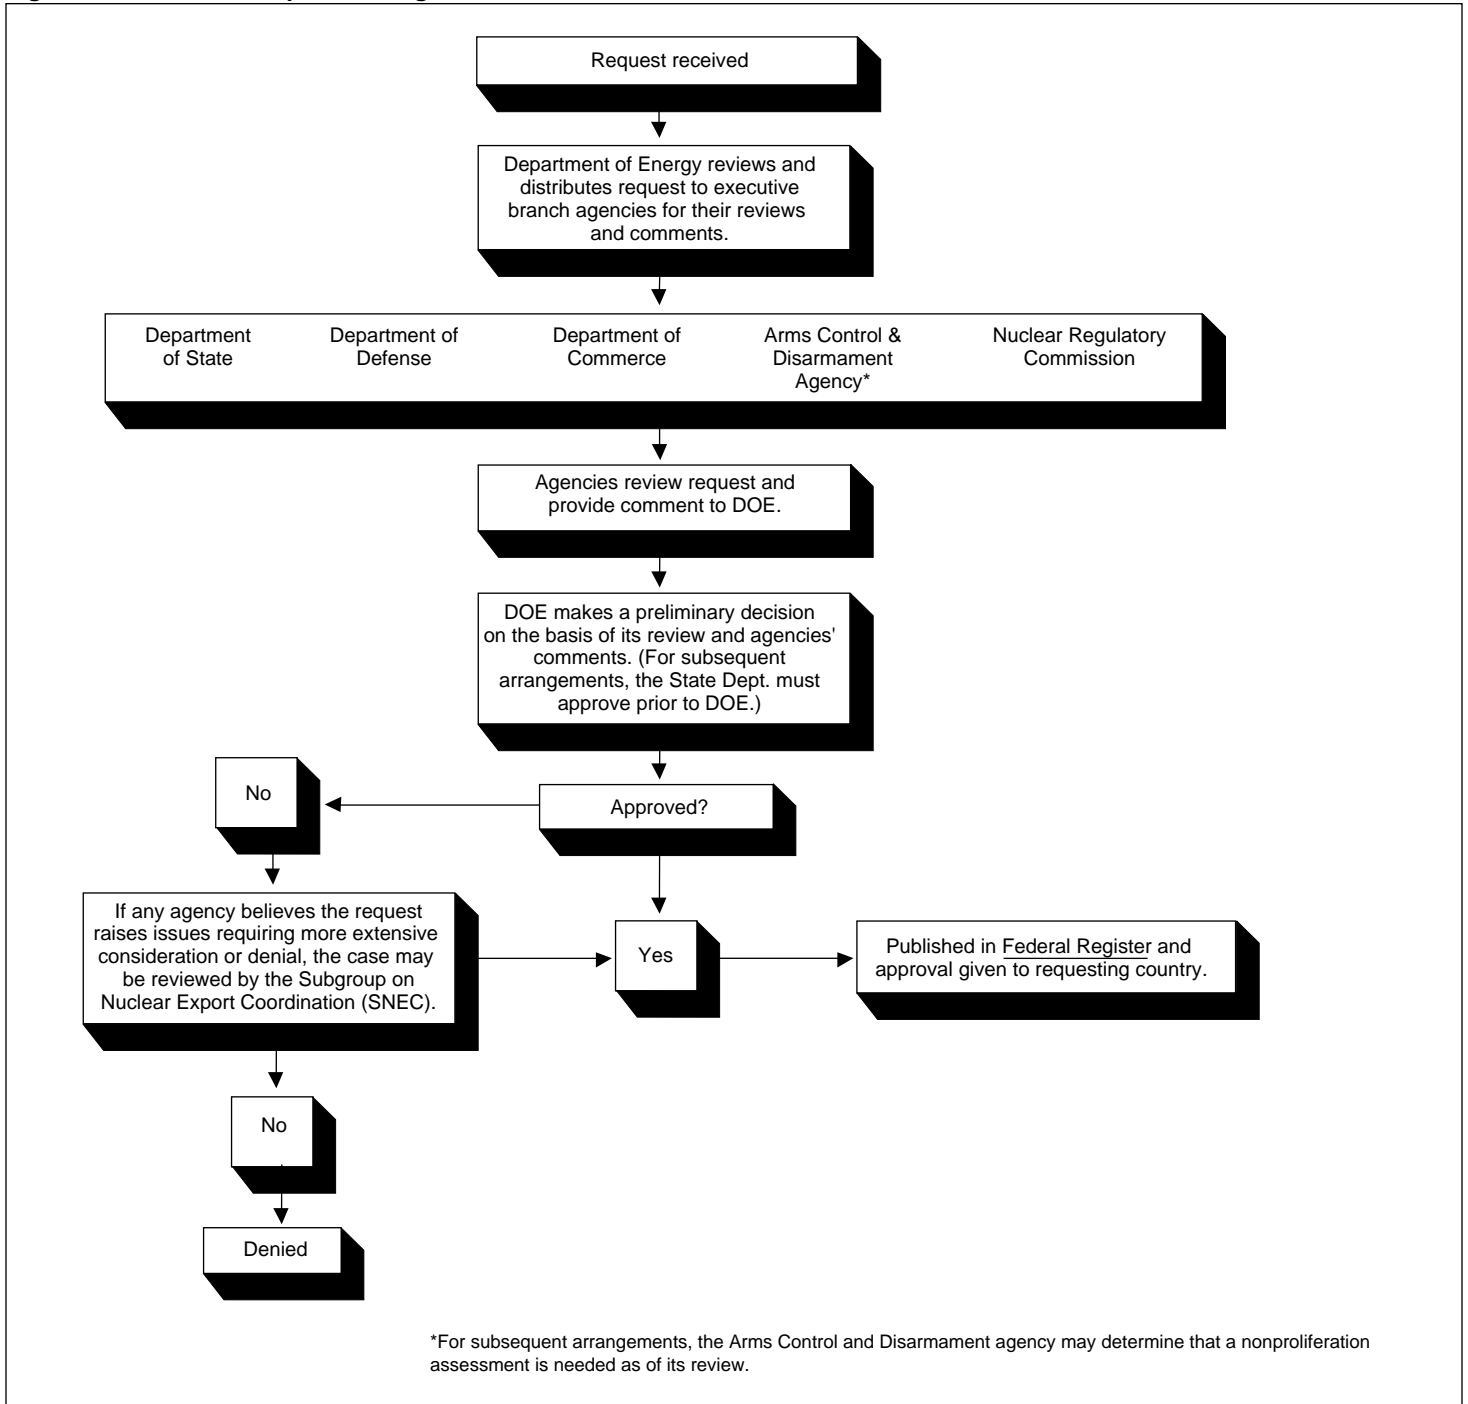 Request received
Department of Energy reviews and
distributes request to executive
branch agencies for their reviews
and comments.
Department
of State
Department of
Defense
Department of
Commerce
Arms Control &
Disarmament
Agency*
Nuclear Regulatory
Commission
Agencies review request and
provide comment to DOE.
DOE makes a preliminary decision
on the basis of its review and agencies'
comments. (For subsequent
arrangements, the State Dept. must
approve prior to DOE.)
Approved?
No
If any agency believes the request
raises issues requiring more extensive
consideration or denial, the case may
be reviewed by the Subgroup on
Nuclear Export Coordination (SNEC).
Yes
Published in Federal Register and
approval given to requesting country.
No
Denied
*For subsequent arrangements, the Arms Control and Disarmament agency may determine that a nonproliferation
assessment is needed as of its review.